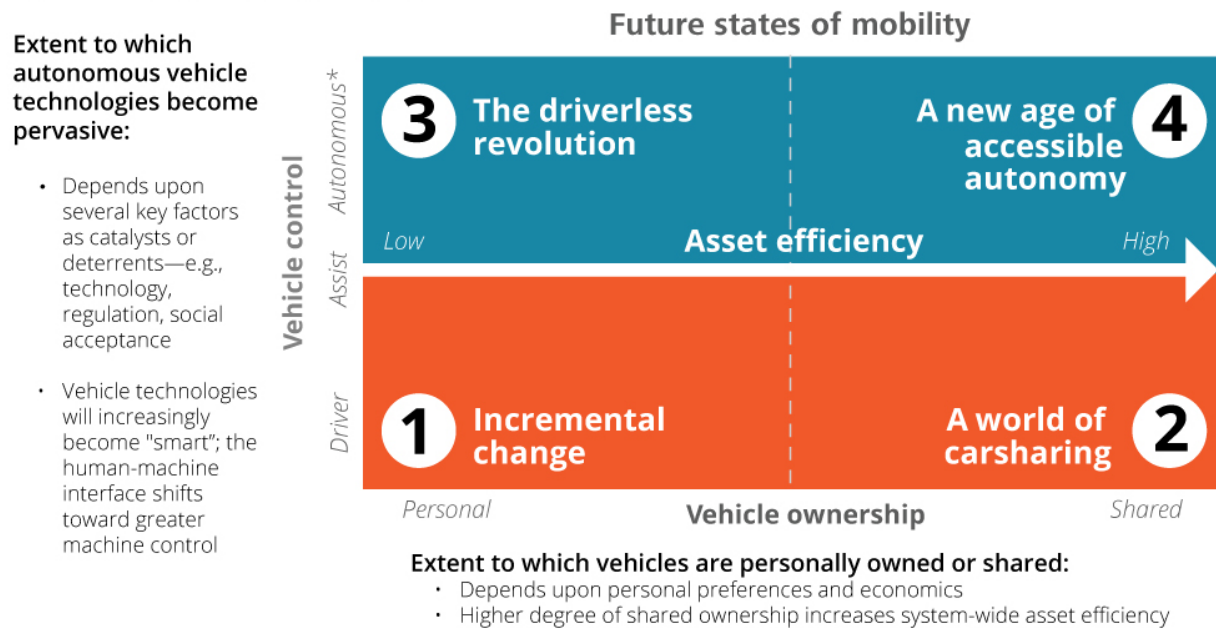 Future states of mobility
Extent to which
autonomous vehicle
technologies become
pervasive:
• Depends upon
several key factors
as catalysts or
deterrents—e.g.,
technology,
regulation, social
acceptance
• Vehicle technologies
will increasingly
become "smart”; the
human-machine
interface shifts
toward greater
machine control
Vehicle control
Autonomous*
Assist
Driver
3
The driverless
revolution
A new age of
accessible
autonomy
4
Low
Asset efficiency
High
1
Incremental
change
A world of
carsharing
2
Personal
Vehicle ownership
Shared
Extent to which vehicles are personally owned or shared:
• Depends upon personal preferences and economics
• Higher degree of shared ownership increases system-wide asset efficiency